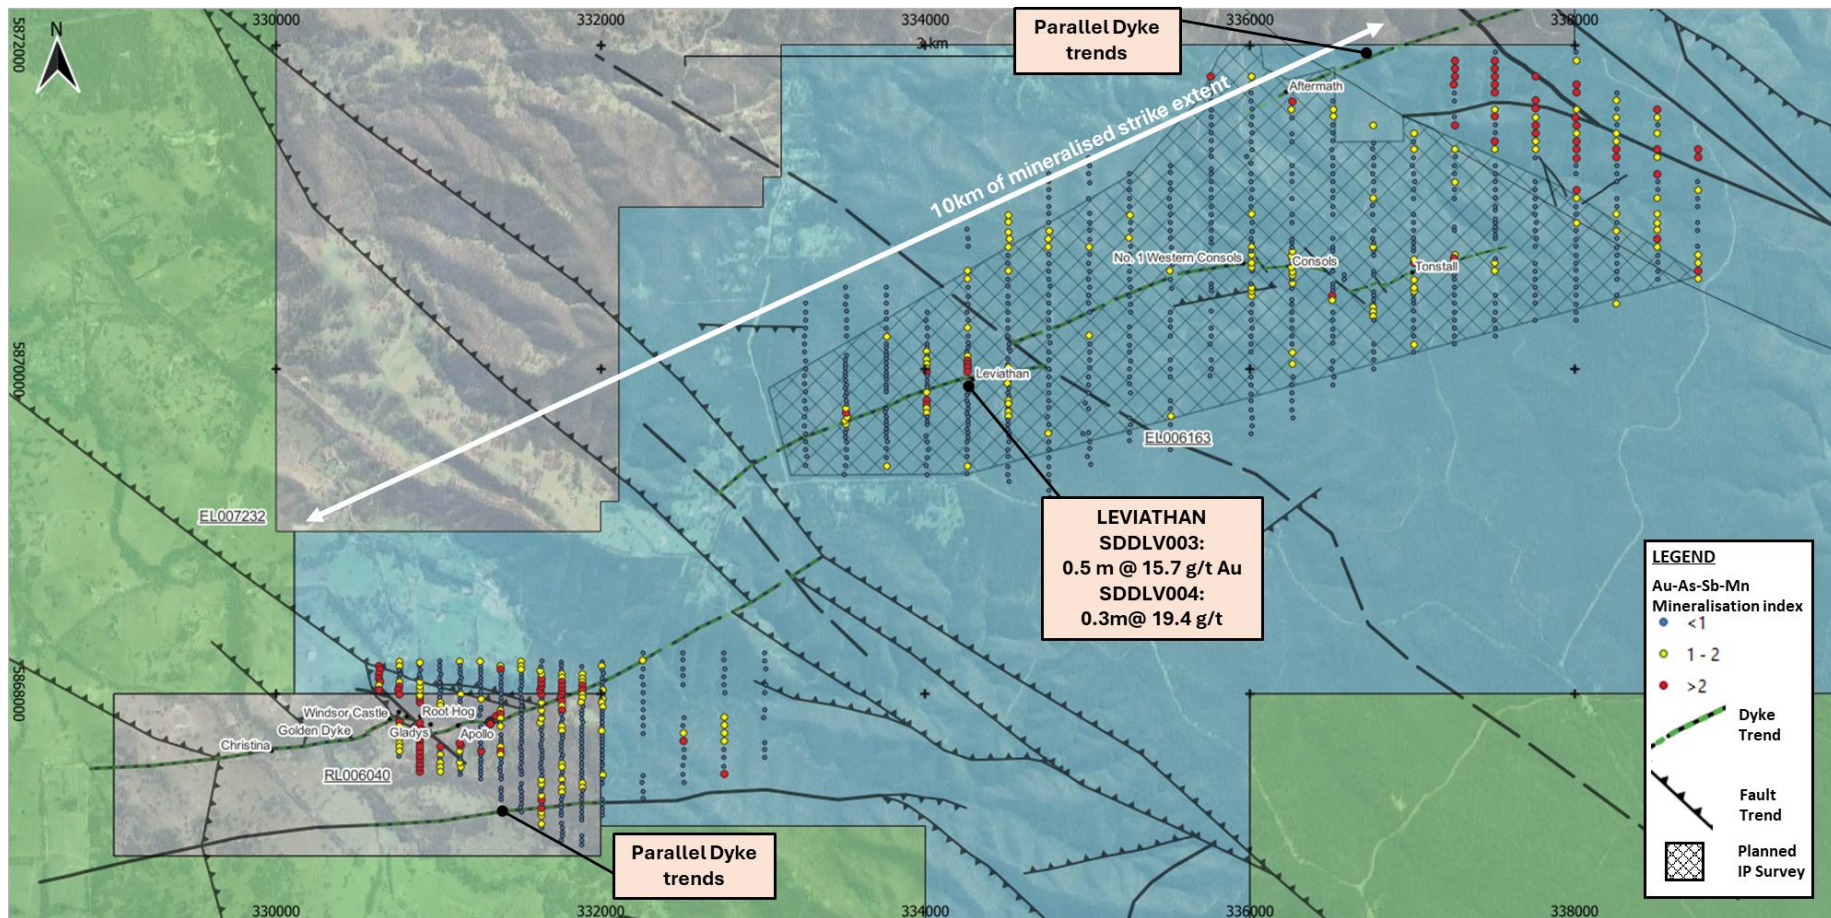 330000
332000
334000
336000
338000
5872000
5870000
5868000
N
3 km
Parallel Dyke
trends
10km of mineralised strike extent
Aftermath
No. 1 Western Consols
Consols
Tonstall
Leviathan
EL006163
EL007232
LEVIATHAN
SDDLV003:
0.5 m @ 15.7 g/t Au
SDDLV004:
0.3m@ 19.4 g/t
Windsor Castle
Root Hog
Golden Dyke
Gladys
Apollo
Christina
RL006040
Parallel Dyke
trends
LEGEND
Au-As-Sb-Mn
Mineralisation index
<1
1 - 2
>2
Dyke
Trend
Fault
Trend
Planned
IP Survey
330000
332000
334000
336000
338000